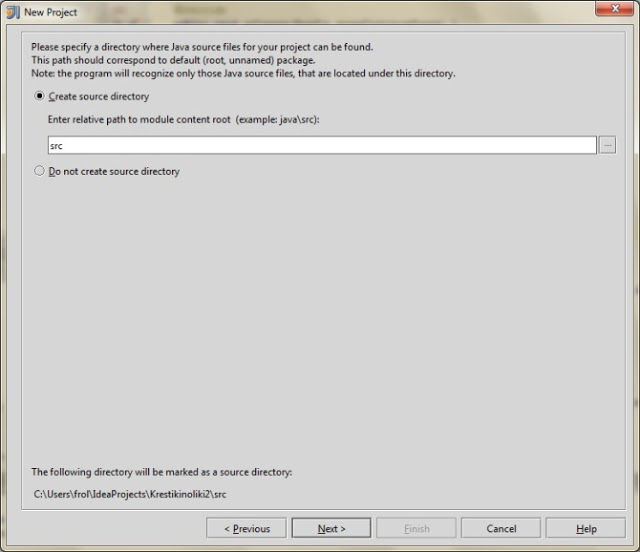 New Project
Please specify a directory where Java source files for your project can be found.
This path should correspond to default (root, unnamed) package.
Note: the program will recognize only those Java source files, that are located under this directory.
Create source directory
Enter relative path to module content root (example: java\src):
src
...
Do not create source directory
The following directory will be marked as a source directory:
C:\Users\frol\IdeaProjects\Krestikinoliki2\src
< Previous
Next >
Finish
Cancel
Help